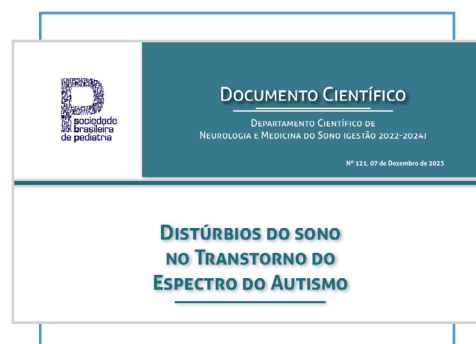 sociedade
brasileira
de pediatria
DOCUMENTO CIENTÍFICO
DEPARTAMENTO CIENTÍFICO DE
NEUROLOGIA E MEDICINA DO SONO (GESTÃO 2022-2024)
Nº 121, 07 de Dezembro de 2023
DISTÚRBIOS DO SONO
NO TRANSTORNO DO
ESPECTRO DO AUTISMO